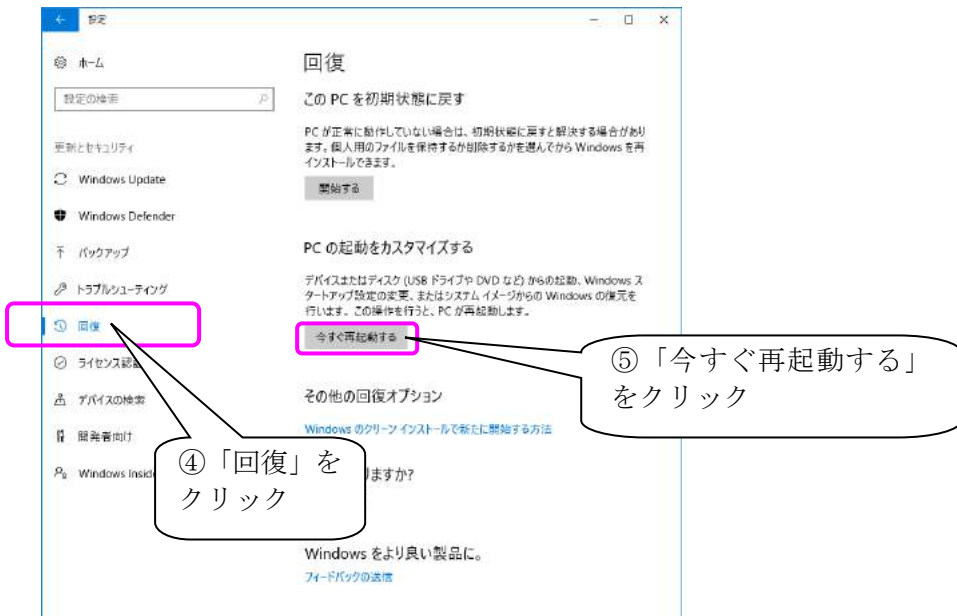 設定
ホーム
設定の検索
更新とセキュリティ
Windows Update
Windows Defender
バックアップ
トラブルシューティング
回復
ライセンス認
デバイスの検索
開発者向け
Windows Insid
回復
この PC を初期状態に戻す
PC が正常に動作していない場合は、初期状態に戻すと解決する場合があり
ます。個人用のファイルを保持するか削除するかを選んでから Windows を再
インストールできます。
開始する
PC の起動をカスタマイズする
デバイスまたはディスク (USB ドライブや DVD など) からの起動、Windows ス
タートアップ設定の変更、またはシステム イメージからの Windows の復元を
行います。この操作を行うと、PC が再起動します。
今すぐ再起動する
その他の回復オプション
Windows のクリーン インストールで新たに開始する方法
ますか?
Windows をより良い製品に。
フィードバックの送信
④「回復」を
クリック
⑤「今すぐ再起動する」
をクリック